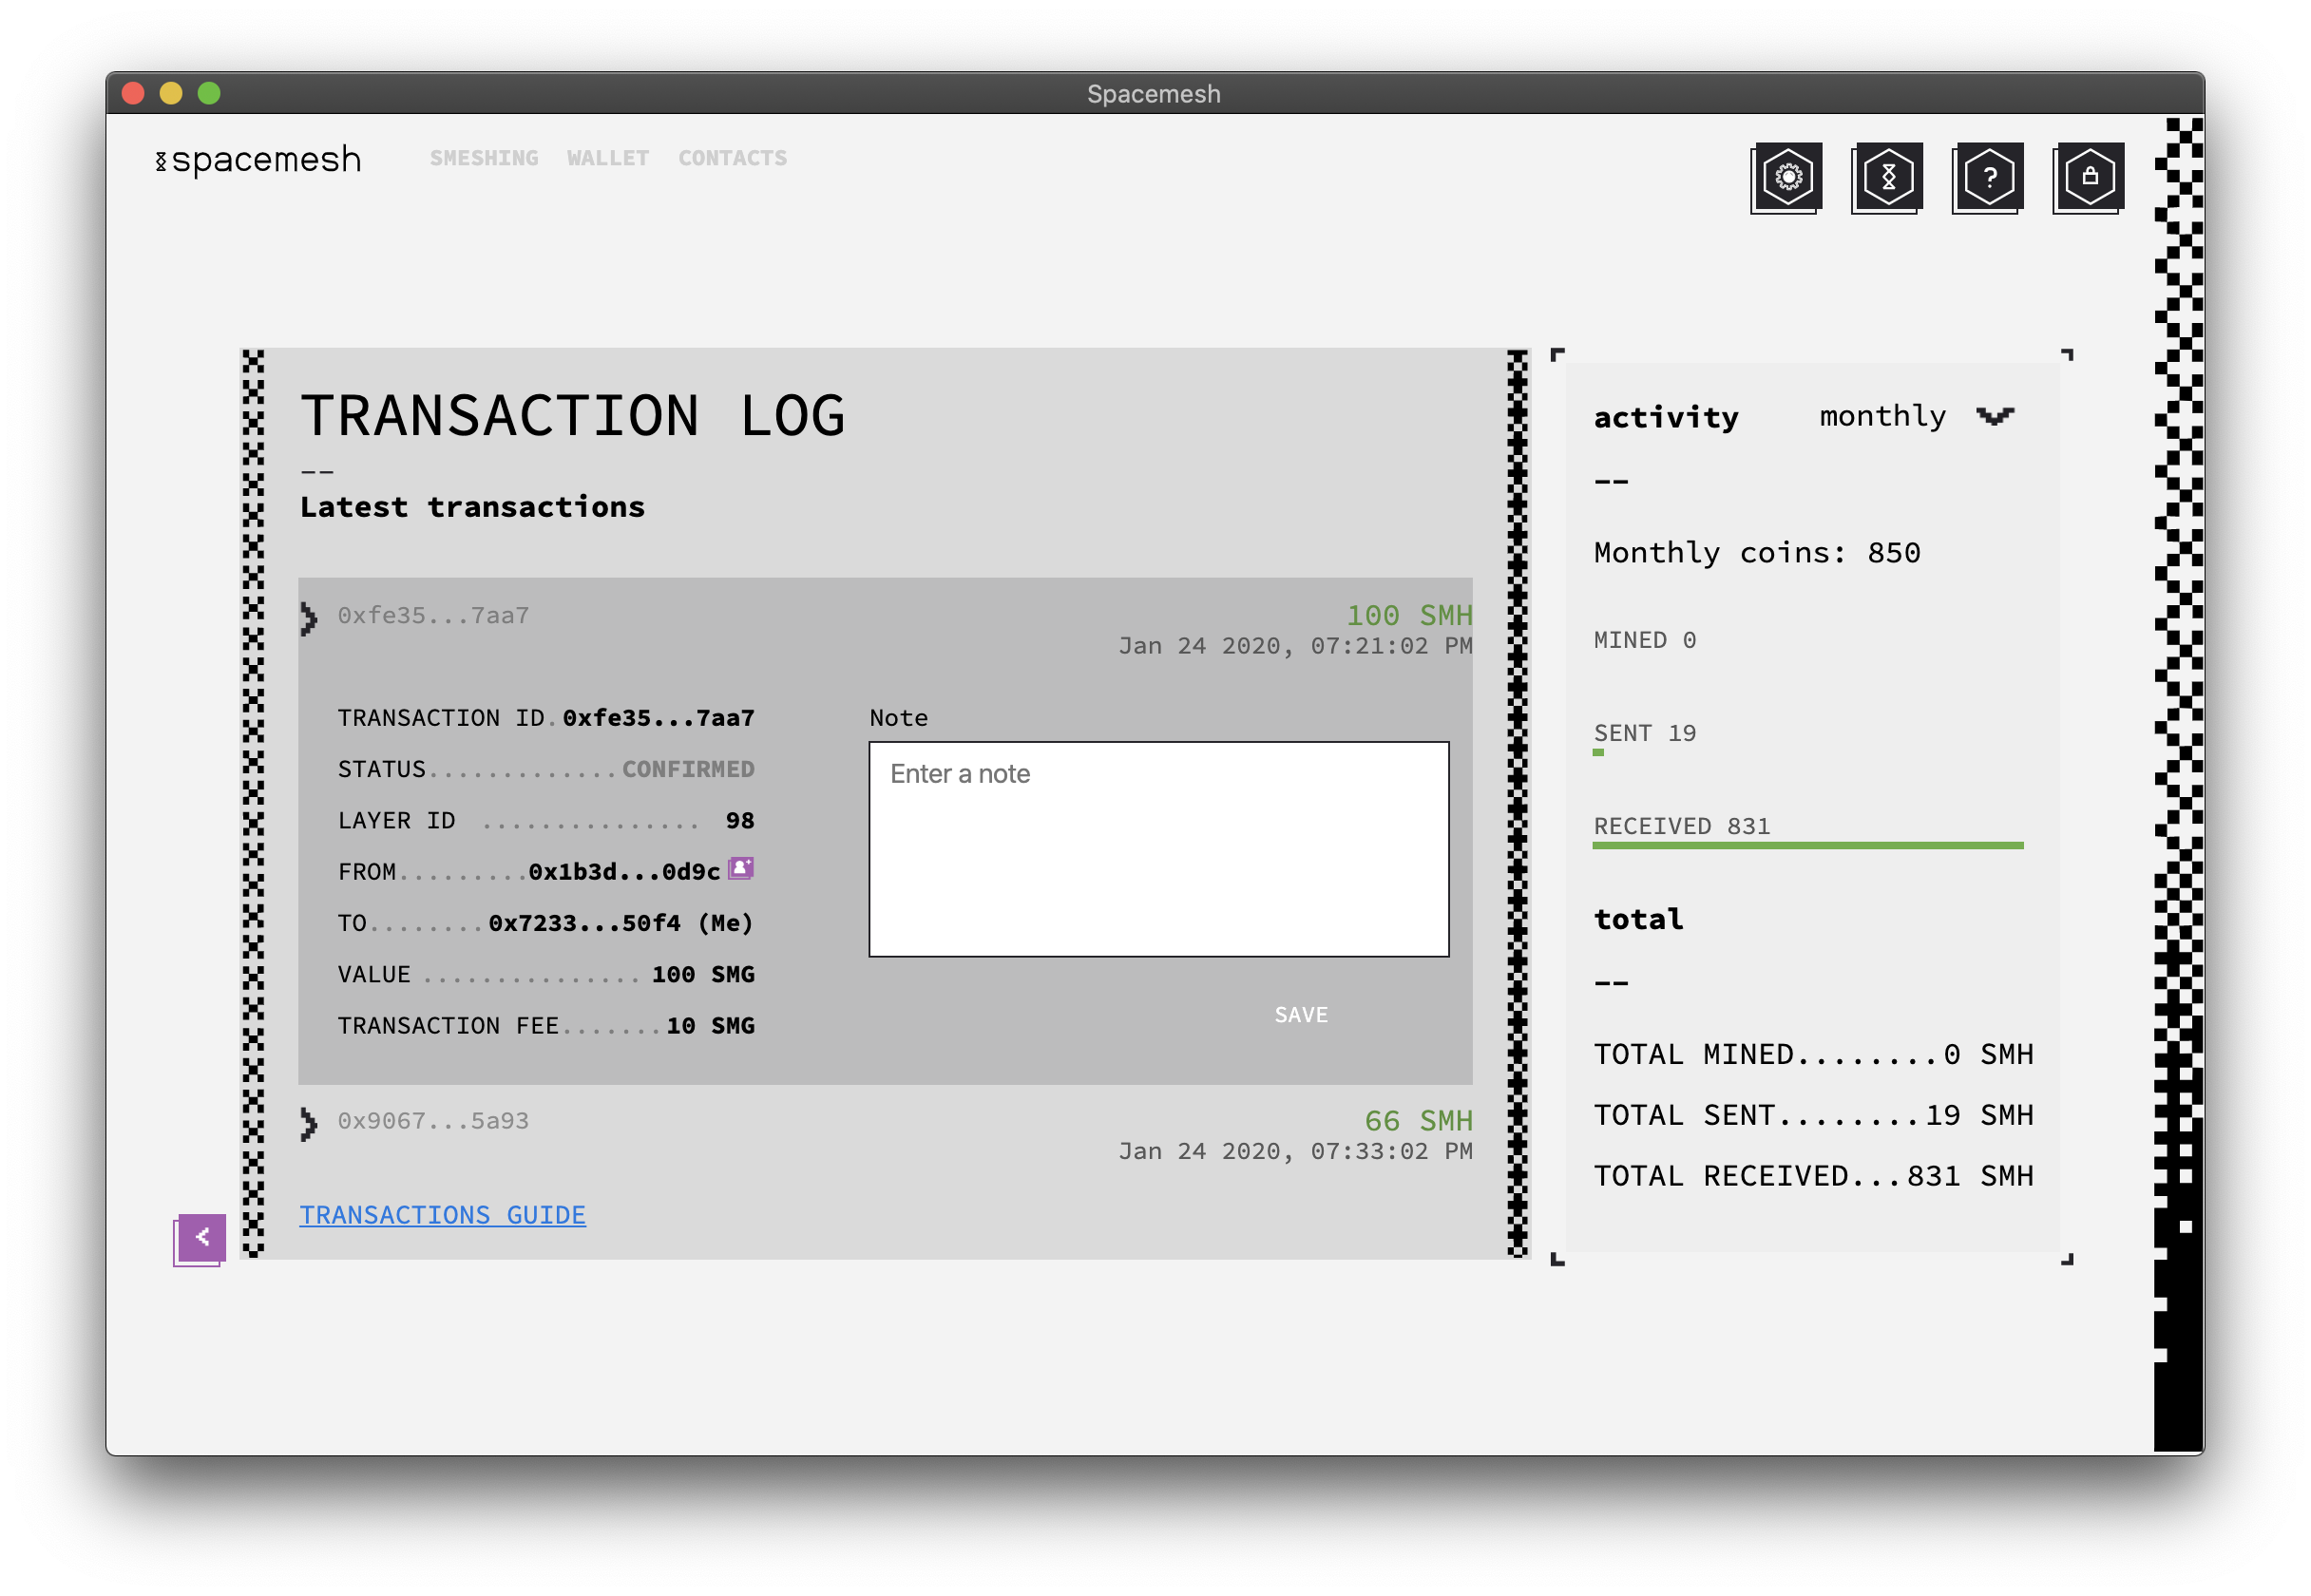 Spacemesh
spacemesh
SMESHING WALLET CONTACTS
?
TRANSACTION LOG
--
Latest transactions
0xfe35...7aa7
100 SMH
Jan 24 2020, 07:21:02 PM
TRANSACTION ID.0xfe35...7aa7
STATUS.............CONFIRMED
LAYER ID ............... 98
FROM.........0x1b3d...0d9c
TO........0x7233...50f4 (Me)
VALUE ............... 100 SMG
TRANSACTION FEE.......10 SMG
Note
Enter a note
SAVE
0x9067...5a93
66 SMH
Jan 24 2020, 07:33:02 PM
TRANSACTIONS GUIDE
<
activity monthly
--
Monthly coins: 850
MINED 0
SENT 19
RECEIVED 831
total
--
TOTAL MINED........0 SMH
TOTAL SENT........19 SMH
TOTAL RECEIVED...831 SMH